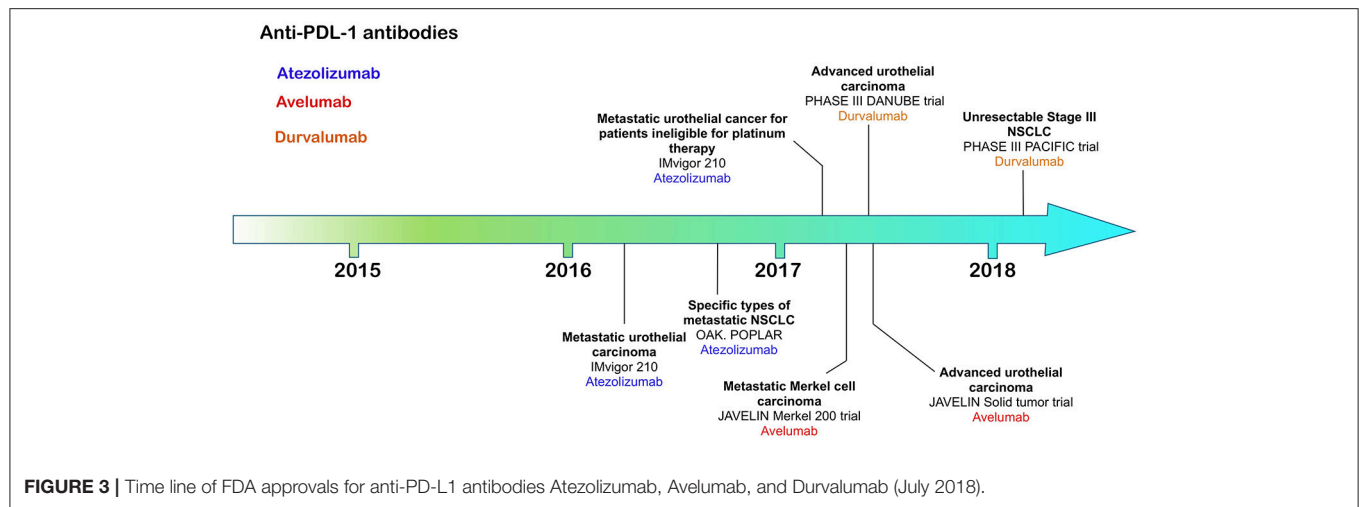 Anti-PDL-1 antibodies
Atezolizumab
Avelumab
Durvalumab
Metastatic urothelial cancer for
patients ineligible for platinum
therapy
IMvigor 210
Atezolizumab
Advanced urothelial
carcinoma
PHASE III DANUBE trial
Durvalumab
Unresectable Stage III
NSCLC
PHASE III PACIFIC trial
Durvalumab
2015
2016
2017
2018
Metastatic urothelial
carcinoma
IMvigor 210
Atezolizumab
Specific types of
metastatic NSCLC
OAK. POPLAR
Atezolizumab
Metastatic Merkel cell
carcinoma
JAVELIN Merkel 200 trial
Avelumab
Advanced urothelial
carcinoma
JAVELIN Solid tumor trial
Avelumab
FIGURE 3 | Time line of FDA approvals for anti-PD-L1 antibodies Atezolizumab, Avelumab, and Durvalumab (July 2018).